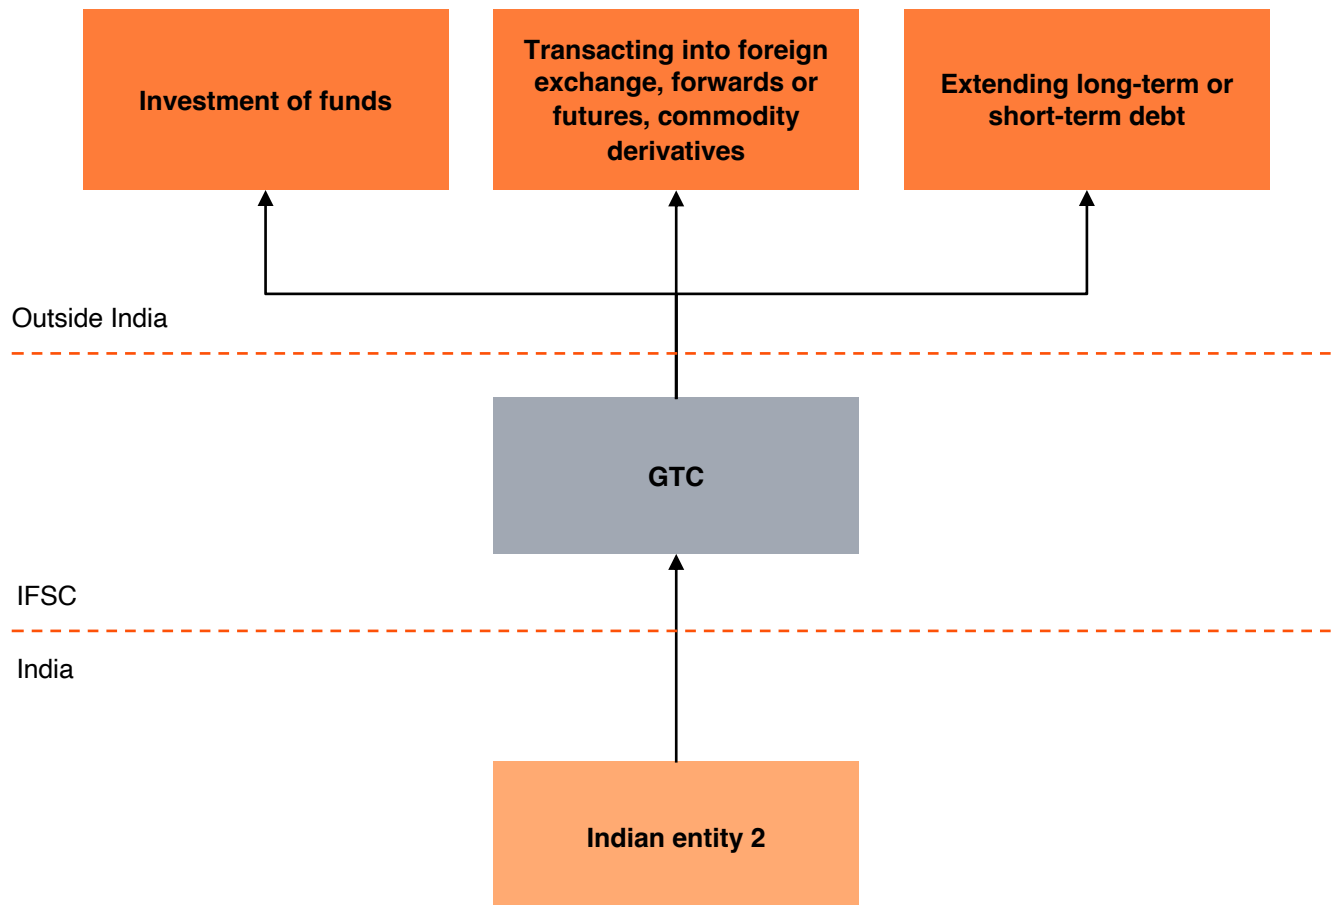 Investment of funds
Transacting into foreign
exchange, forwards or
futures, commodity
derivatives
Extending long-term or
short-term debt
Outside India
GTC
IFSC
India
Indian entity 2